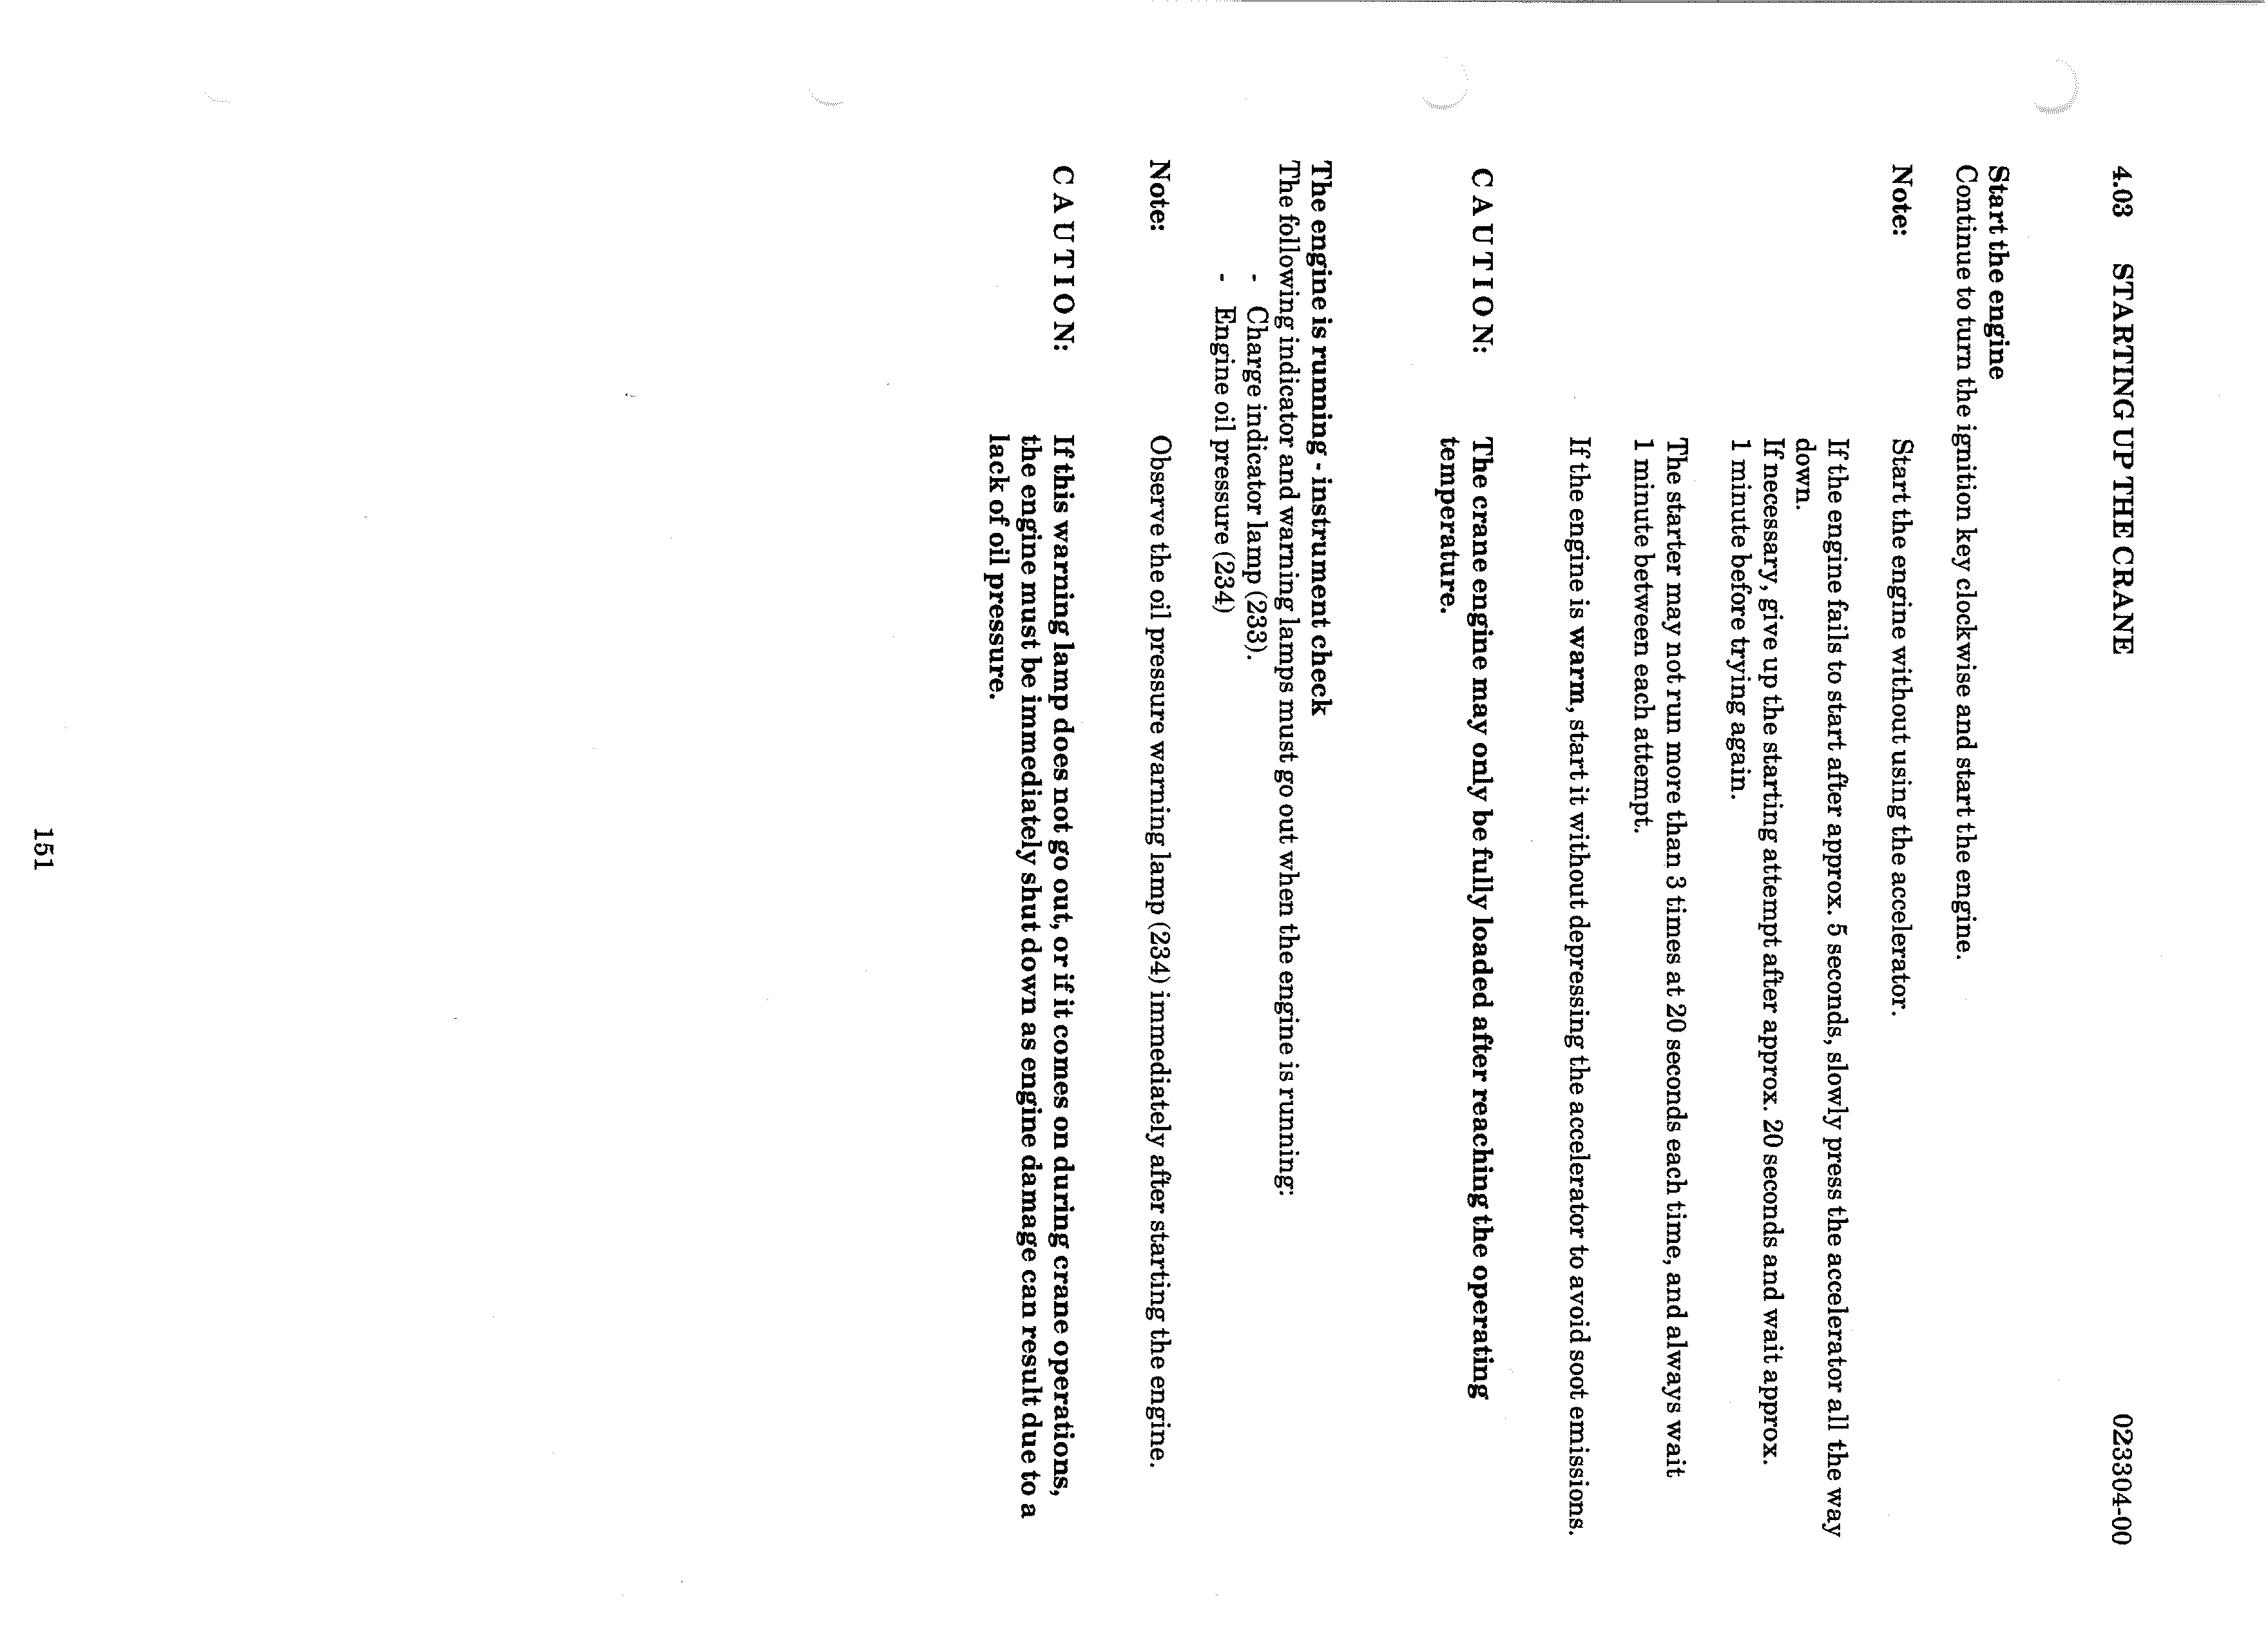 4.03 STARTING UP THE CRANE 023304-00
Start the engine
Continue to turn the ignition key clockwise and start the engine.
Note: Start the engine without using the accelerator.
If the engine fails to start after approx. 5 seconds, slowly press the accelerator all the way
down.
If necessary, give up the starting attempt after approx. 20 seconds and wait approx.
1 minute before trying again.
The starter may not run more than 3 times at 20 seconds each time, and always wait
1 minute between each attempt.
If the engine is warm, start it without depressing the accelerator to avoid soot emissions.
C A U T I O N: The crane engine may only be fully loaded after reaching the operating
temperature.
The engine is running - instrument check
The following indicator and warning lamps must go out when the engine is running:
- Charge indicator lamp (233).
- Engine oil pressure (234)
Note: Observe the oil pressure warning lamp (234) immediately after starting the engine.
C A U T I O N: If this warning lamp does not go out, or if it comes on during crane operations,
the engine must be immediately shut down as engine damage can result due to a
lack of oil pressure.
151